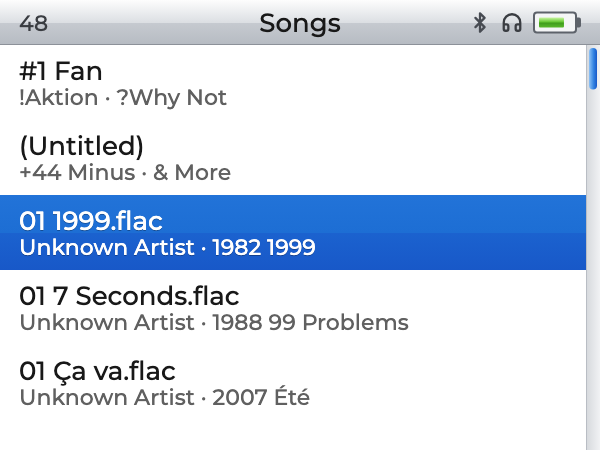 48
Songs
#1 Fan
!Aktion · ?Why Not
(Untitled)
+44 Minus · & More
01 1999.flac
Unknown Artist · 1982 1999
01 7 Seconds.flac
Unknown Artist · 1988 99 Problems
01 Ça va.flac
Unknown Artist · 2007 Été